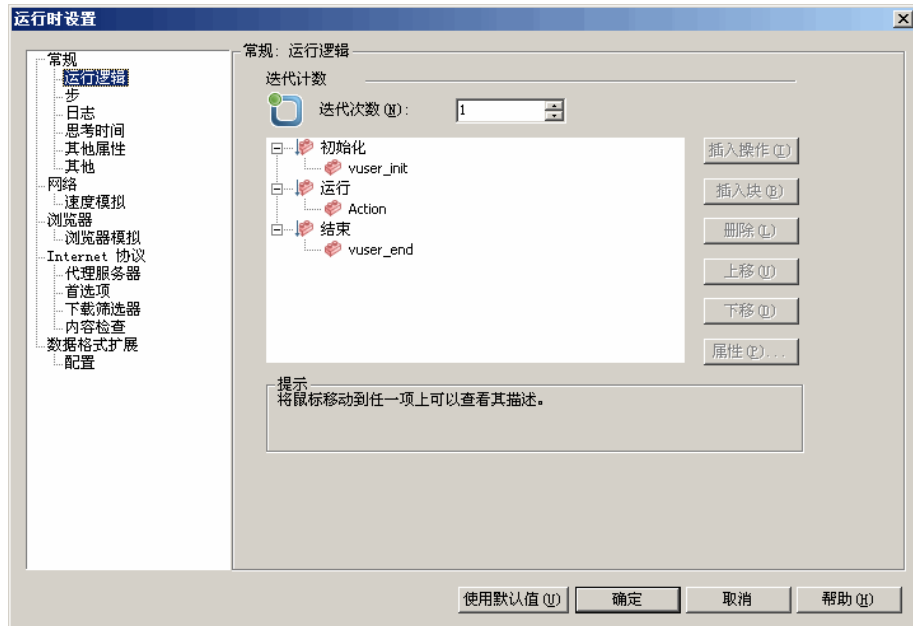 运行时设置
常规
运行逻辑
步
日志
思考时间
其他属性
其他
网络
速度模拟
浏览器
浏览器模拟
Internet 协议
代理服务器
首选项
下载筛选器
内容检查
数据格式扩展
配置
常规: 运行逻辑
迭代计数
迭代次数(N):
1
初始化
vuser_init
运行
Action
结束
vuser_end
插入操作(I)
插入块(B)
删除(L)
上移(U)
下移(D)
属性(P)...
提示
将鼠标移动到任一项上可以查看其描述。
使用默认值(U)
确定
取消
帮助(H)